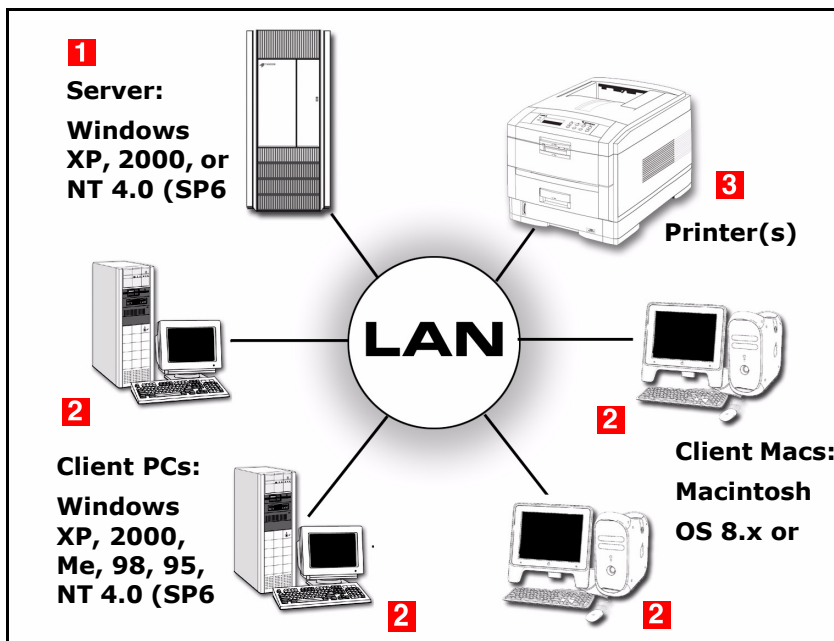 1
Server:
Windows
XP, 2000, or
NT 4.0 (SP6
3
Printer(s)
LAN
2
Client PCs:
Windows
XP, 2000,
Me, 98, 95,
NT 4.0 (SP6
2
2
Client Macs:
Macintosh
OS 8.x or
2